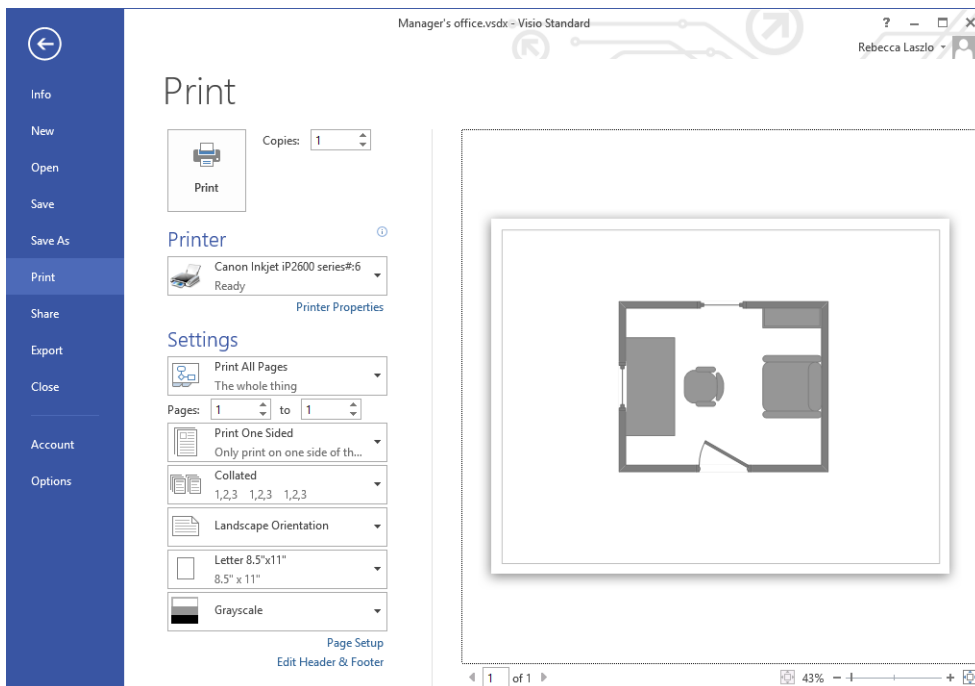 Manager's office.vsdx - Visio Standard
?
Rebecca Laszlo
Info
New
Open
Save
Save As
Print
Share
Export
Close
Account
Options
Print
Print
Copies: 1
Printer
Canon Inkjet iP2600 series#:6
Ready
Printer Properties
Settings
Print All Pages
The whole thing
Pages: 1 to 1
Print One Sided
Only print on one side of th...
Collated
1,2,3 1,2,3 1,2,3
Landscape Orientation
Letter 8.5"x11"
8.5" x 11"
Grayscale
Page Setup
Edit Header & Footer
1 of 1
43%